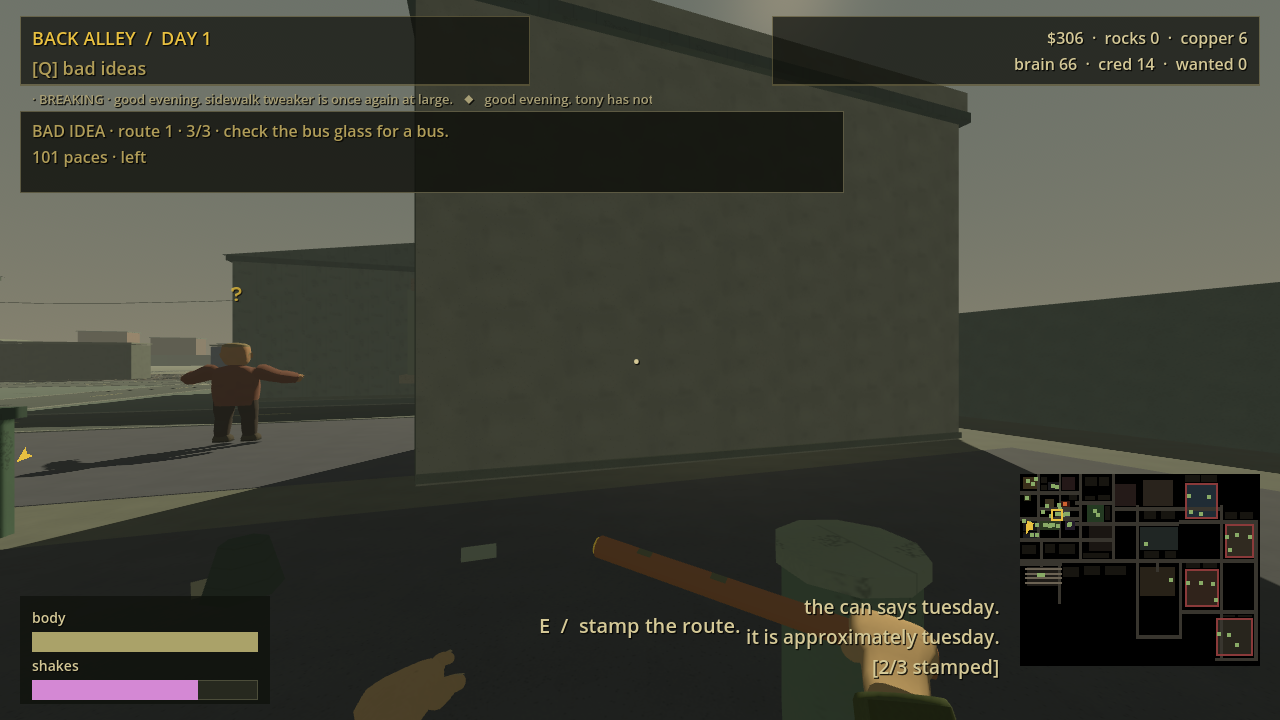 BACK ALLEY / DAY 1
[Q] bad ideas
$306 · rocks 0 · copper 6
brain 66 · cred 14 · wanted 0
· BREAKING · good evening. sidewalk tweaker is once again at large. ◆ good evening. tony has not
BAD IDEA · route 1 · 3/3 · check the bus glass for a bus.
101 paces · left
?
E / stamp the route.
the can says tuesday.
it is approximately tuesday.
[2/3 stamped]
body
shakes